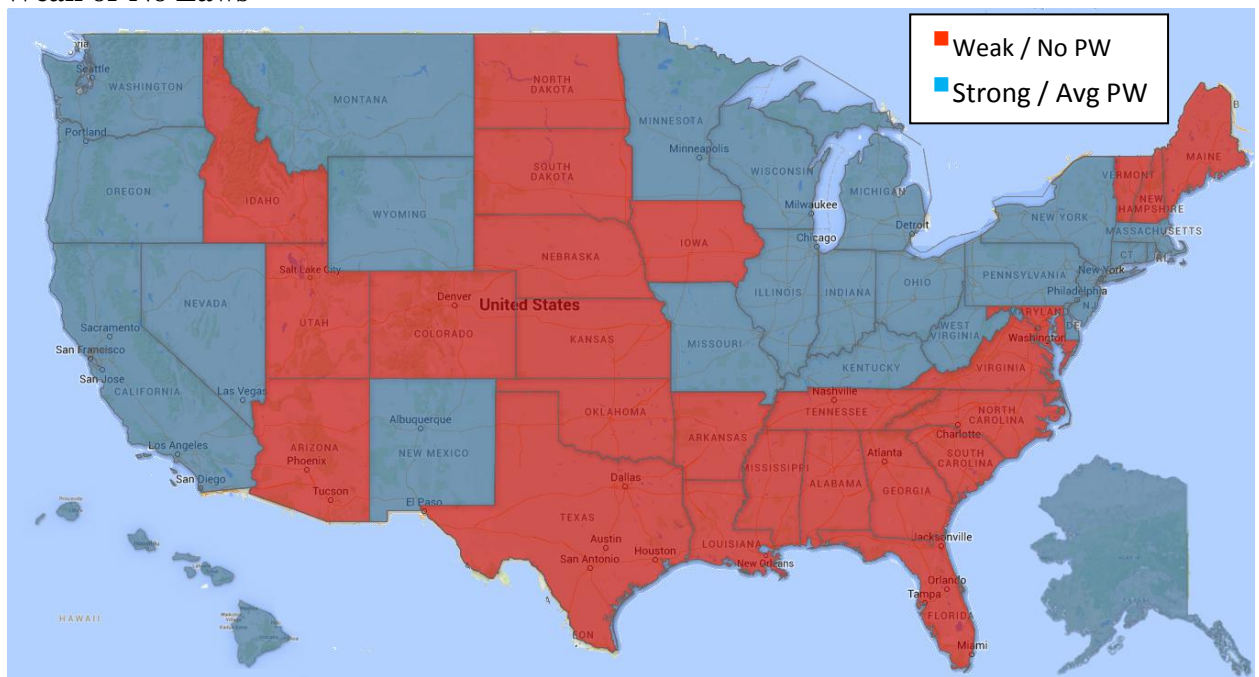 Weak or No Laws
Weak / No PW
Strong / Avg PW
Seattle
WASHINGTON
Portland
OREGON
IDAHO
MONTANA
WYOMING
NORTH
DAKOTA
SOUTH
DAKOTA
MINNESOTA
Minneapolis
WISCONSIN
Milwaukee
MICHIGAN
Detroit
Chicago
IOWA
NEBRASKA
ILLINOIS
INDIANA
OHIO
PENNSYLVANIA
NEW YORK
New York
Philadelphia
VERMONT
NEW
HAMPSHIRE
MAINE
MASSACHUSETTS
CT
RI
NJ
DE
MARYLAND
Washington
WEST
VIRGINIA
VIRGINIA
KENTUCKY
NEVADA
Sacramento
San Francisco
San Jose
CALIFORNIA
Las Vegas
Los Angeles
San Diego
Salt Lake City
UTAH
Denver
COLORADO
United States
KANSAS
MISSOURI
ARIZONA
Phoenix
Tucson
Albuquerque
NEW MEXICO
El Paso
OKLAHOMA
ARKANSAS
Nashville
TENNESSEE
NORTH
CAROLINA
Charlotte
SOUTH
CAROLINA
Atlanta
MISSISSIPPI
ALABAMA
GEORGIA
Dallas
TEXAS
Austin
San Antonio
Houston
LOUISIANA
New Orleans
Jacksonville
Orlando
Tampa
FLORIDA
Miami
HAWAII